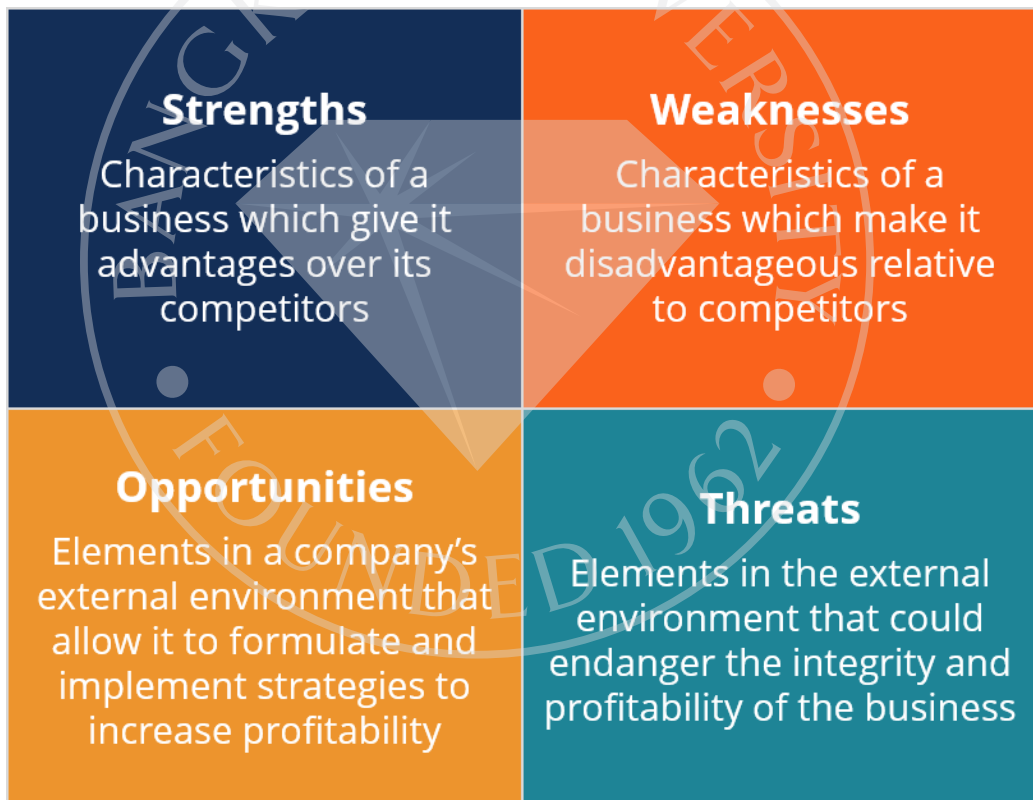 Strengths
Characteristics of a
business which give it
advantages over its
competitors
Weaknesses
Characteristics of a
business which make it
disadvantageous relative
to competitors
Opportunities
Elements in a company’s
external environment that
allow it to formulate and
implement strategies to
increase profitability
Threats
Elements in the external
environment that could
endanger the integrity and
profitability of the business
BANGK
VERSITY
FOUNDED 1962